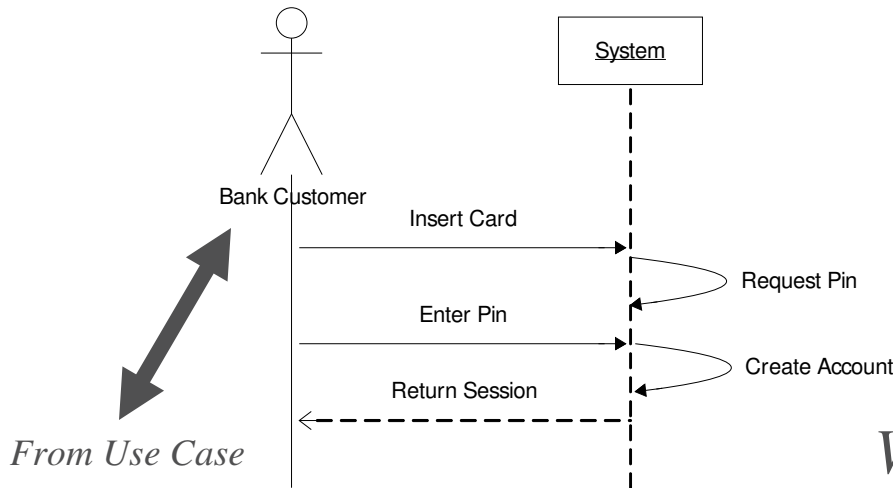 System
Bank Customer
Insert Card
Request Pin
Enter Pin
Create Account
Return Session
From Use Case